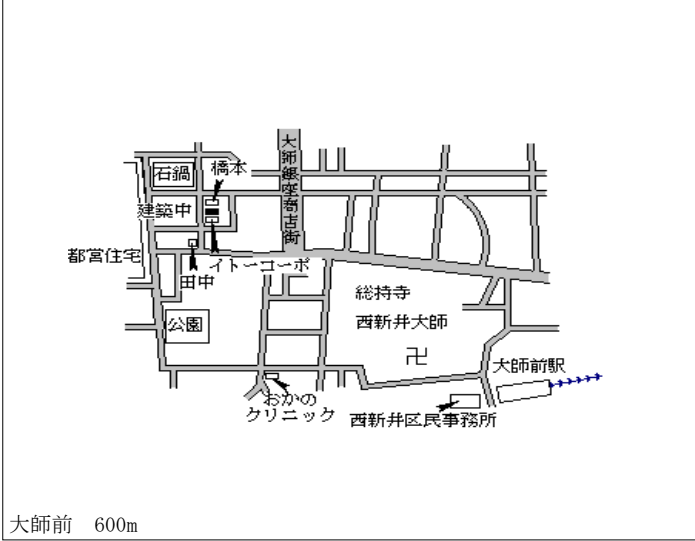 大師銀座商古街
石鍋
橋本
建築中
都営住宅
イトーコーポ
田中
総持寺
公園
西新井大師
卍
大師前駅
おかの
クリニック
西新井区民事務所
大師前　600m